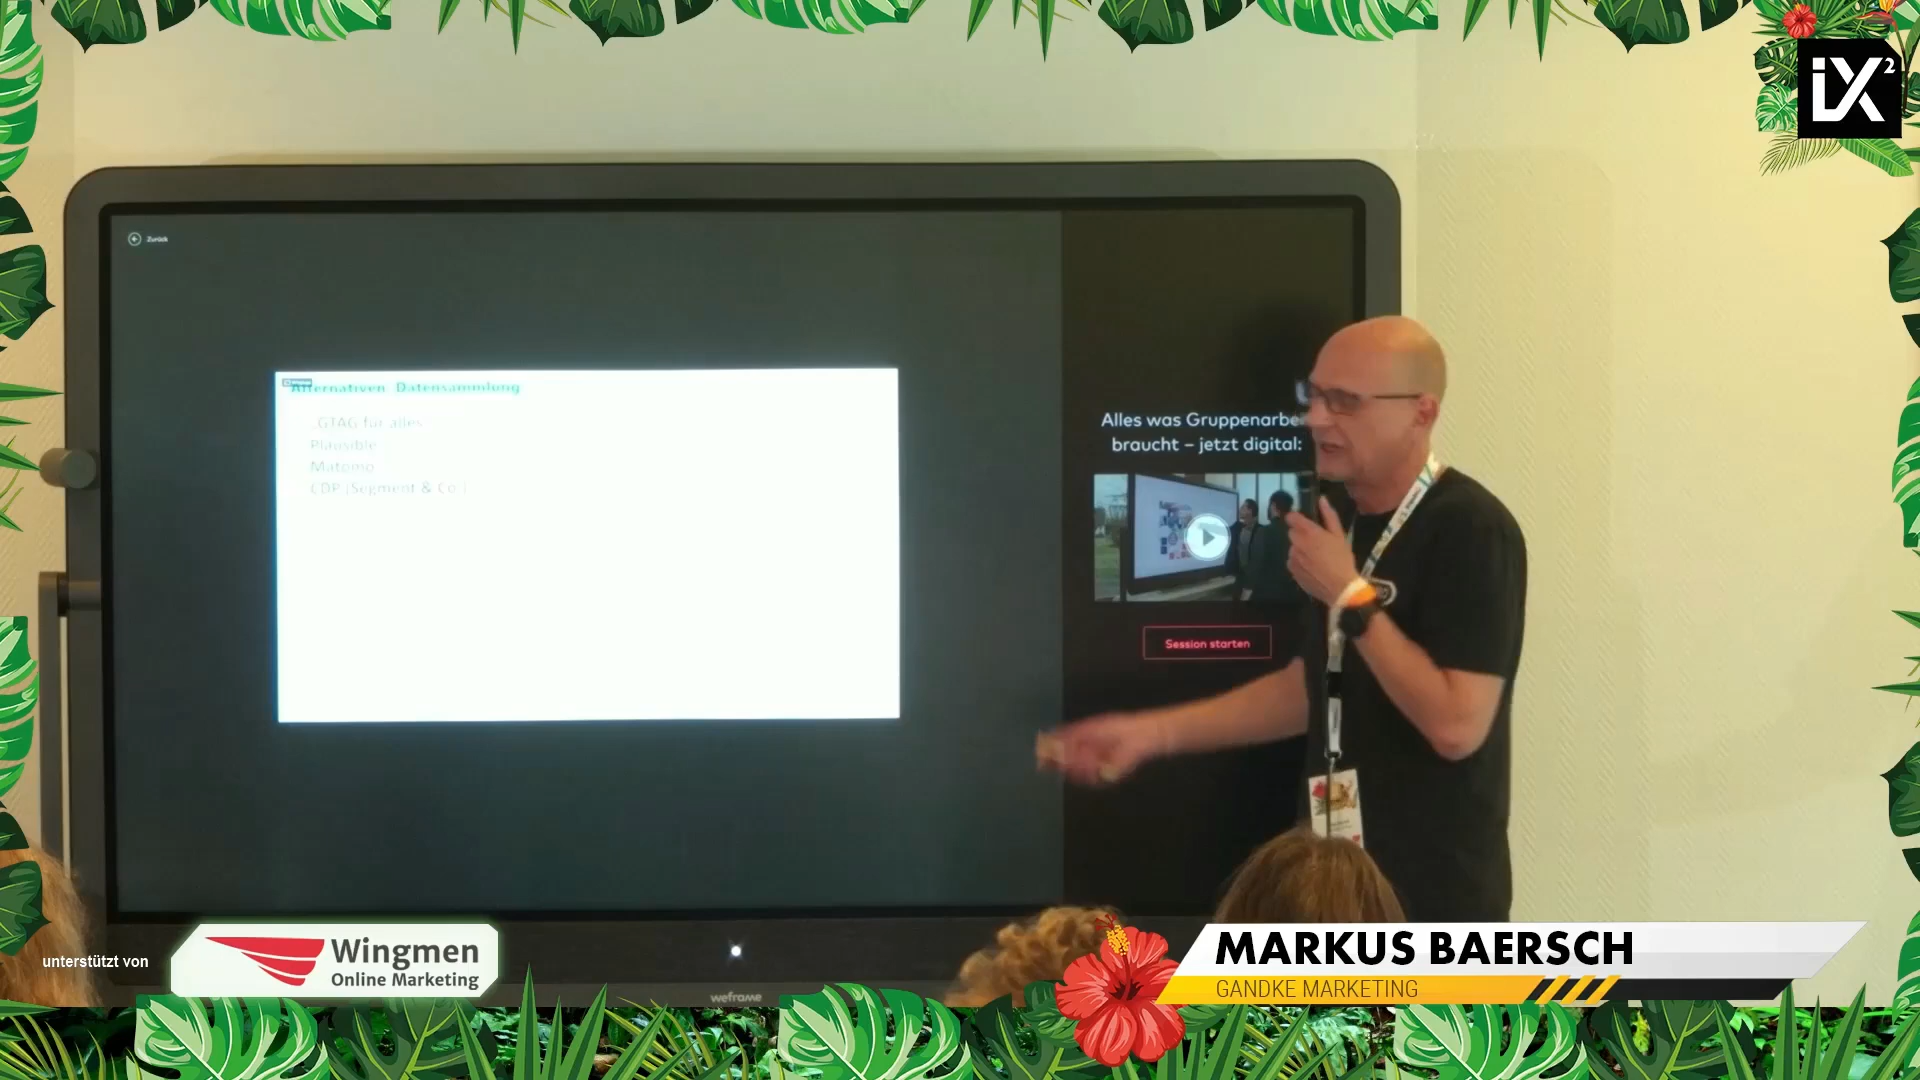 iX²
Zurück
Alternativen Datensammlung
„GTAG für alles“
Plausible
Matomo
CDP (Segment & Co.)
Alles was Gruppenarbei
braucht – jetzt digital:
Session starten
unterstützt von
Wingmen
Online Marketing
weframe
MARKUS BAERSCH
GANDKE MARKETING